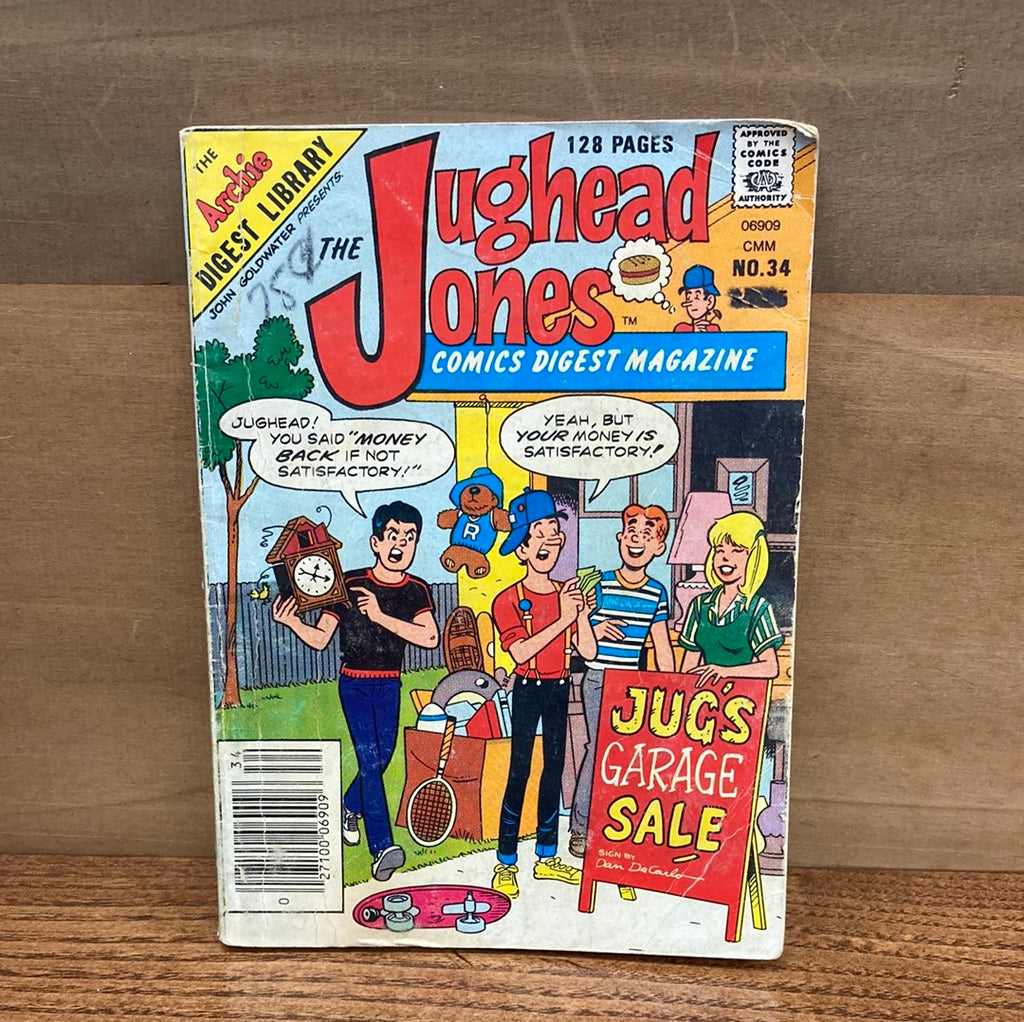 THE
Archie
DIGEST LIBRARY
JOHN GOLDWATER PRESENTS:
75¢
128 PAGES
THE Jughead
Jones
TM
COMICS DIGEST MAGAZINE
APPROVED
BY THE
COMICS
CODE
AUTHORITY
06909
CMM
NO.34
JUGHEAD!
YOU SAID "MONEY
BACK IF NOT
SATISFACTORY!"
YEAH, BUT
YOUR MONEY IS
SATISFACTORY!
R
JUG'S
GARAGE
SALE
SIGN BY
Dan DeCarlo
34
27100 06909
0